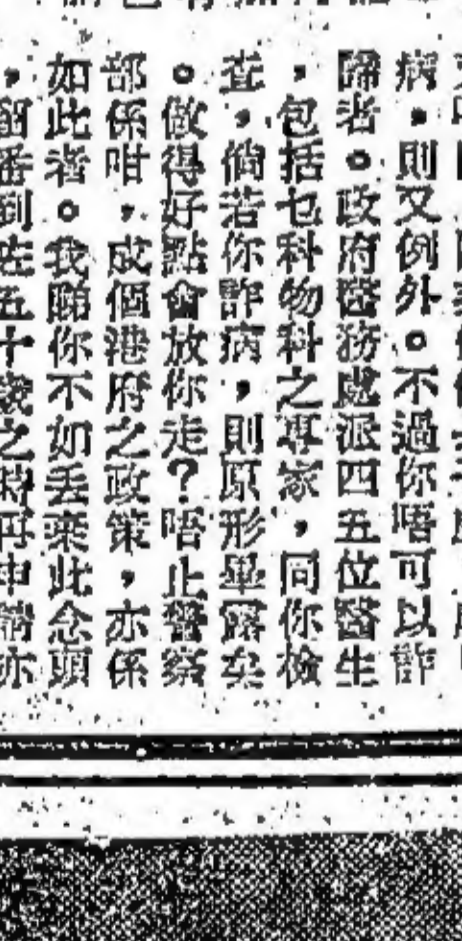 病,則又例外。不過你唔可以詐
歸者。政府醫務處派四五位醫生
,包括乜科物科之專家,同你檢
查,倘若你詐病,則原形畢露矣
。做得好點會放你走?唔止警察
部係咁,成個港府之政策,亦係
如此者。我睇你不如丟棄此念頭
,留番到咗五十歲之時再申請亦